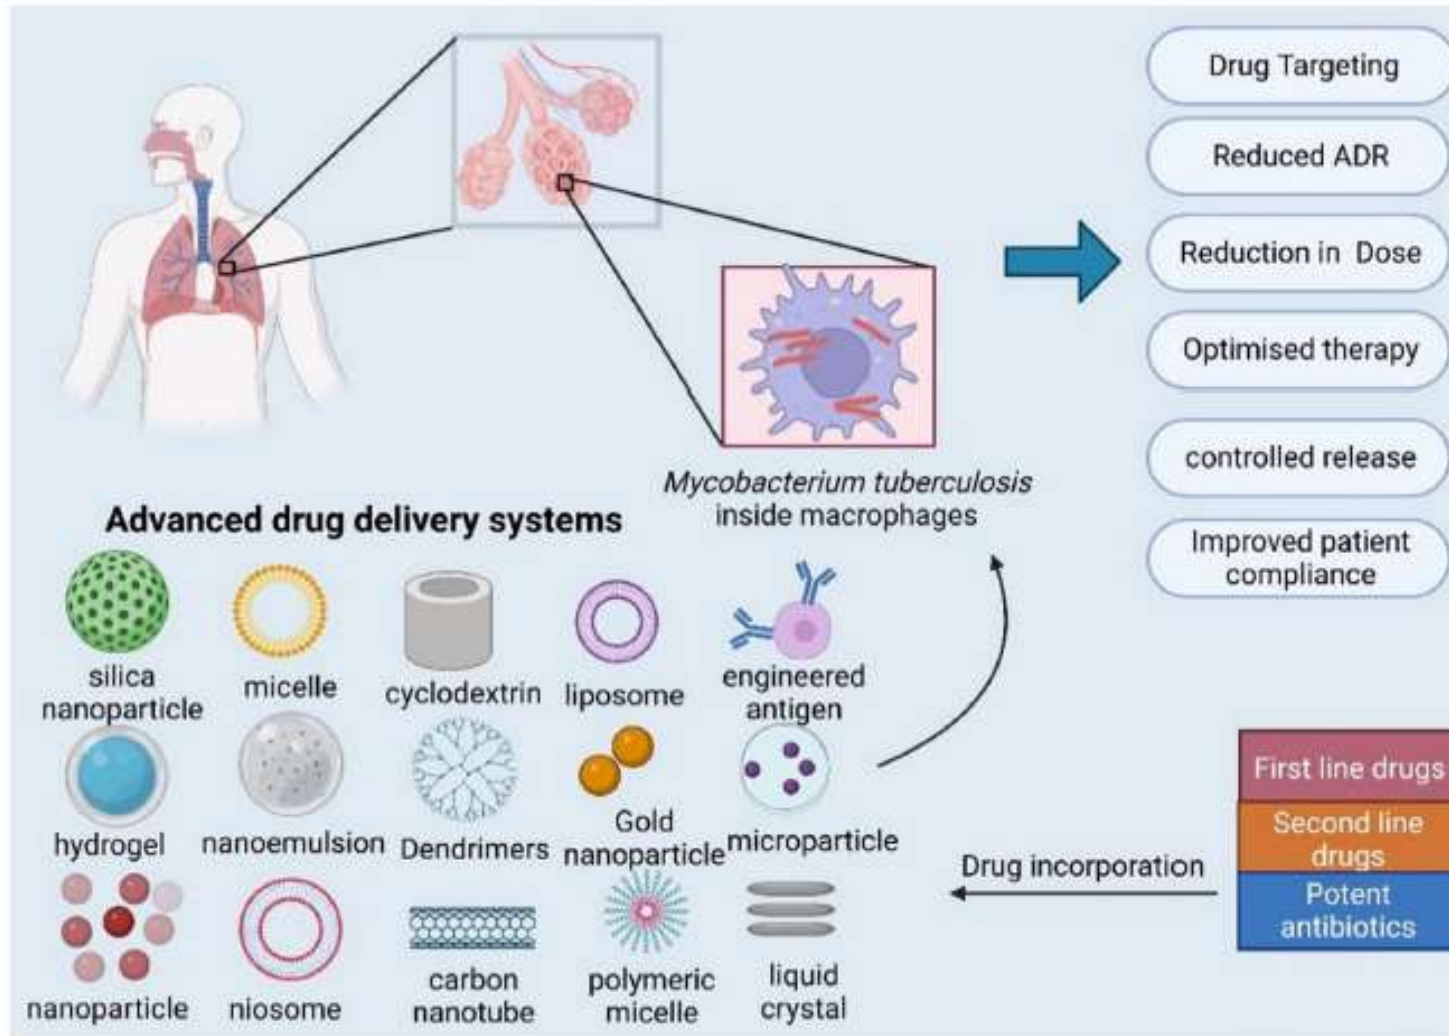 Drug Targeting
Reduced ADR
Reduction in Dose
Optimised therapy
controlled release
Improved patient
compliance
Mycobacterium tuberculosis
inside macrophages
Advanced drug delivery systems
silica
nanoparticle
micelle
cyclodextrin
liposome
engineered
antigen
hydrogel
nanoemulsion
Dendrimers
Gold
nanoparticle
microparticle
nanoparticle
niosome
carbon
nanotube
polymeric
micelle
liquid
crystal
Drug incorporation
First line drugs
Second line
drugs
Potent
antibiotics